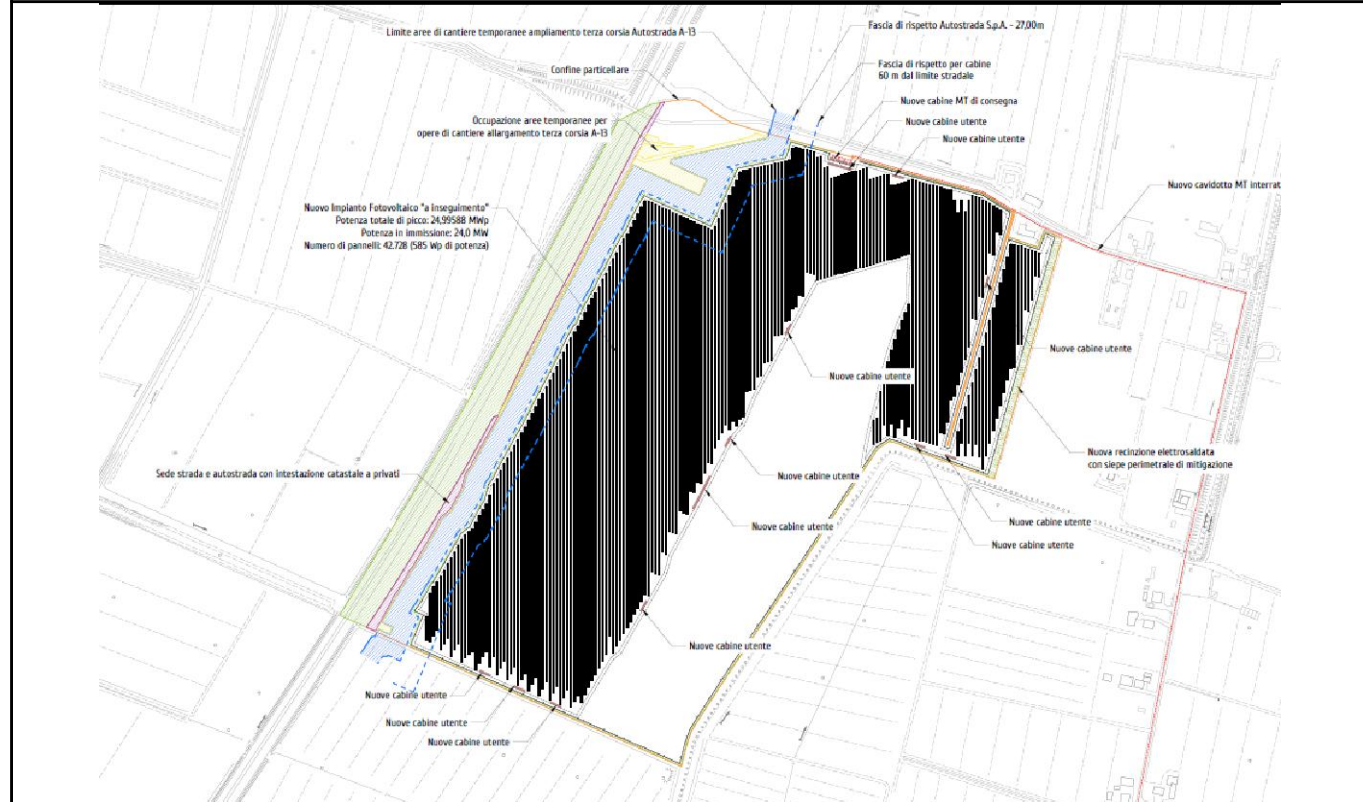 Limite aree di cantiere temporanee ampliamento terza corsia Autostrada A-13
Fascia di rispetto Autostrada S.p.A. - 27,00m
Confine particellare
Fascia di rispetto per cabine
60 m dal limite stradale
Nuove cabine MT di consegna
Occupazione aree temporanee per
opere di cantiere allargamento terza corsia A-13
Nuove cabine utente
Nuove cabine utente
Nuovo cavidotto MT interrat
Nuovo Impianto Fotovoltaico "a inseguimento"
Potenza totale di picco: 24,99588 MWp
Potenza in immissione: 24,0 MW
Numero di pannelli: 42.728 (585 Wp di potenza)
Nuove cabine utente
Nuove cabine utente
Nuova recinzione elettrosaldata
con siepe perimetrale di mitigazione
Sede strada e autostrada con intestazione catastale a privati
Nuove cabine utente
Nuove cabine utente
Nuove cabine utente
Nuove cabine utente
Nuove cabine utente
Nuove cabine utente
Nuove cabine utente
Nuove cabine utente